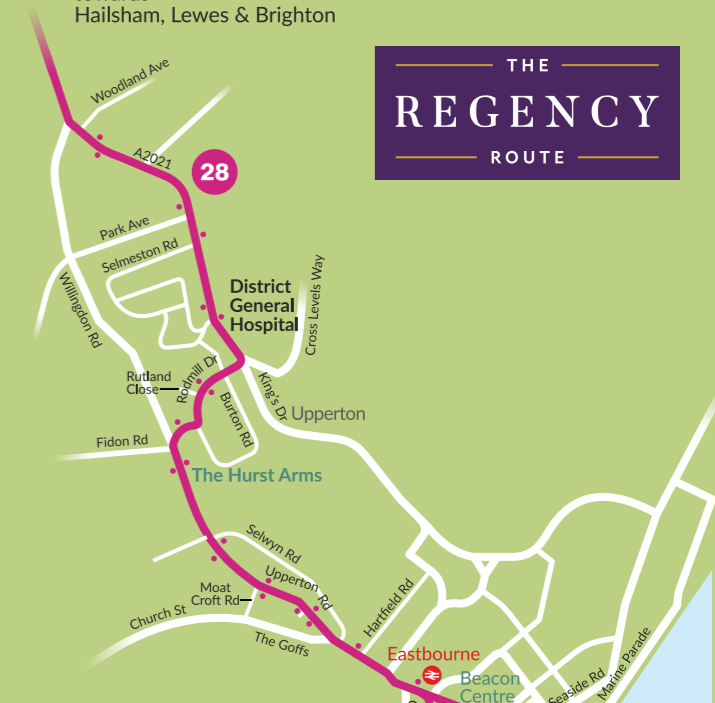 Hailsham, Lewes & Brighton
THE
REGENCY
ROUTE
Woodland Ave
A2021
28
Park Ave
Selmeston Rd
Willingdon Rd
District
General
Hospital
Cross Levels Way
Rutland
Close
Rodmill Dr
Burton Rd
King's Dr
Upperton
Fidon Rd
The Hurst Arms
Selwyn Rd
Upperton Rd
Moat
Croft Rd
Church St
The Goffs
Hartfield Rd
Eastbourne
Beacon
Centre
Seaside Rd
Marine Parade